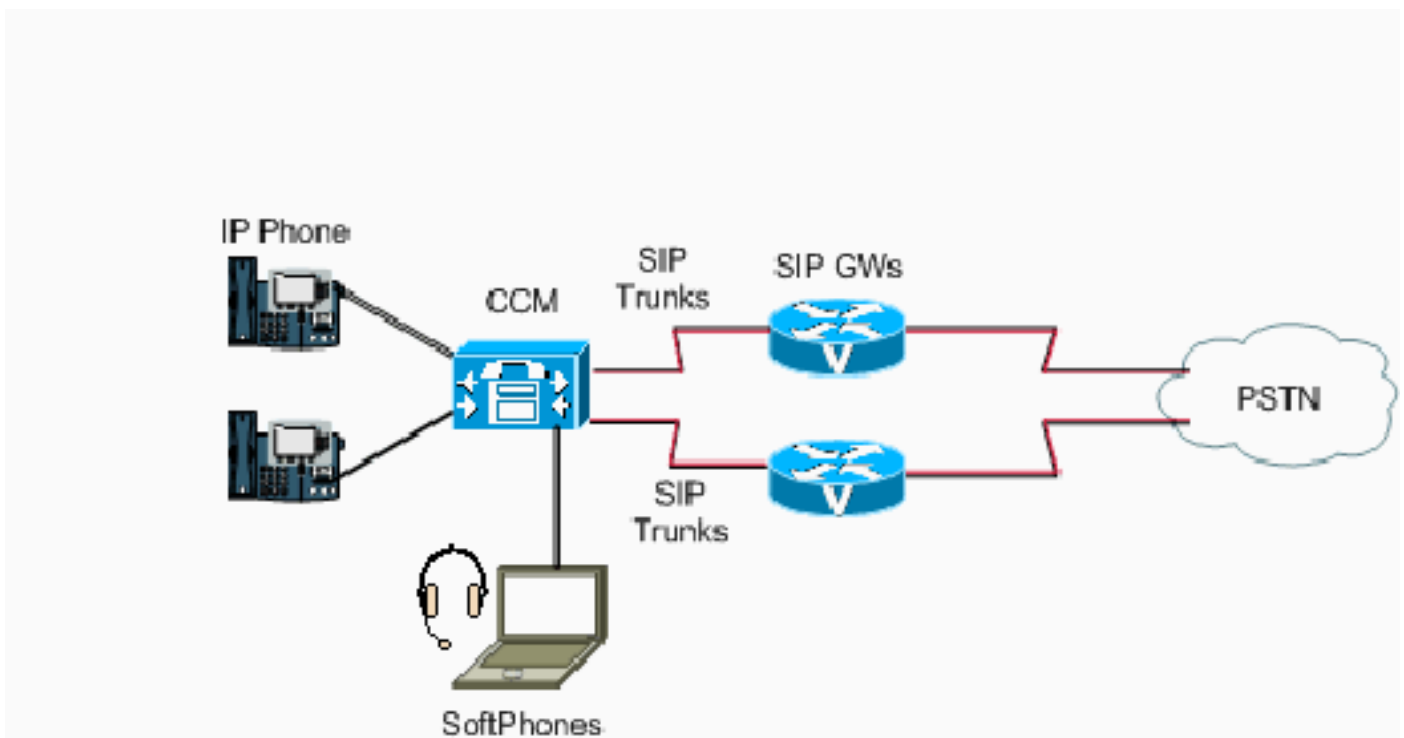 IP Phone
CCM
SIP
Trunks
SIP GWs
PSTN
SIP
Trunks
SoftPhones